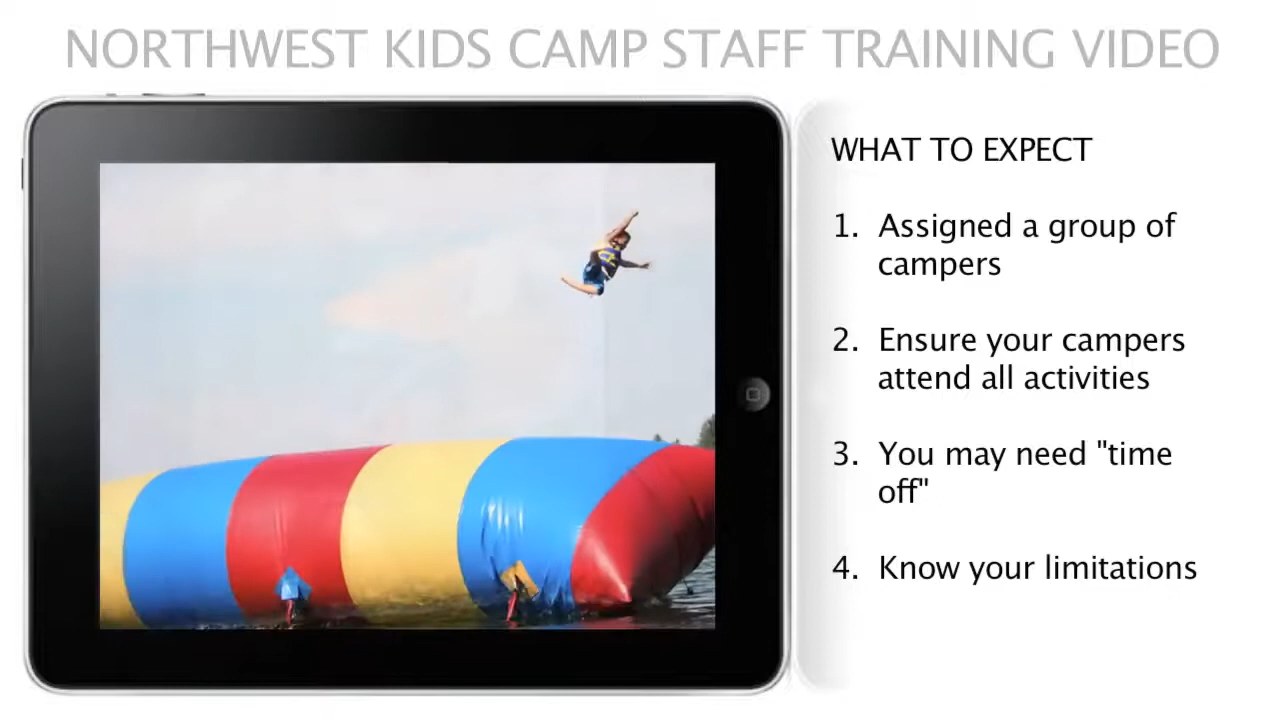 NORTHWEST KIDS CAMP STAFF TRAINING VIDEO
WHAT TO EXPECT
1. Assigned a group of
campers
2. Ensure your campers
attend all activities
3. You may need "time
off"
4. Know your limitations